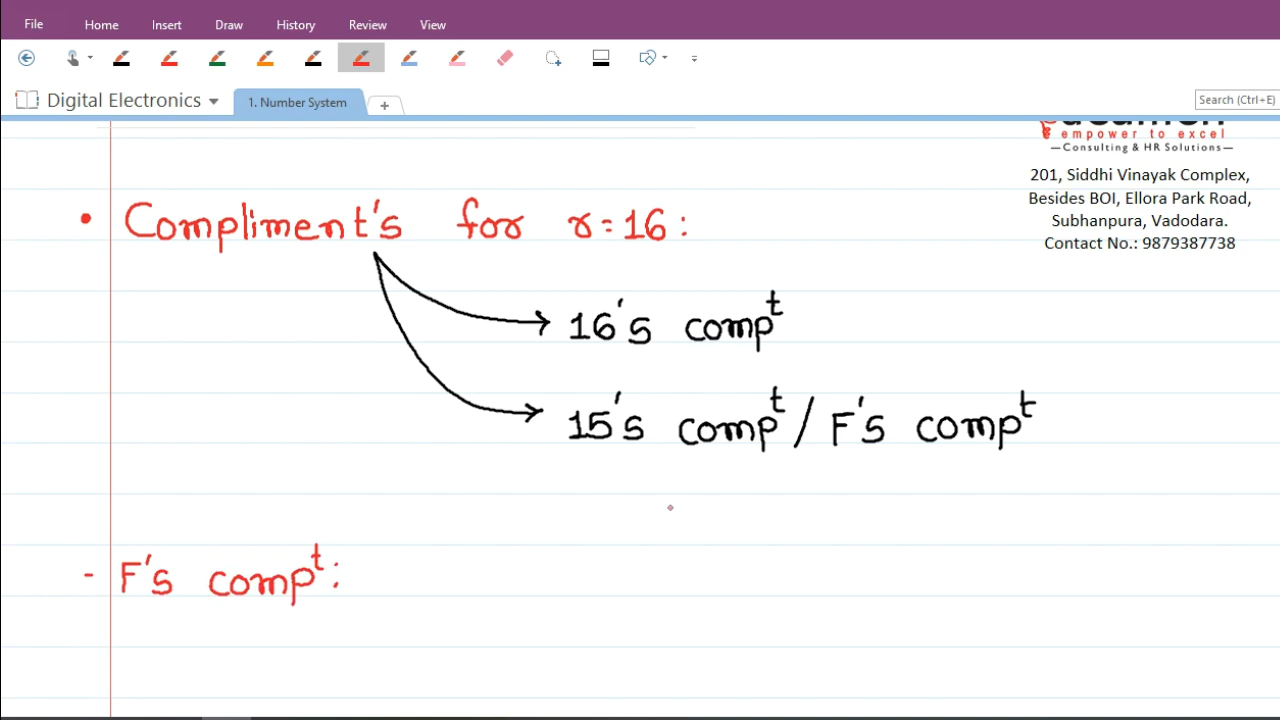 File Home Insert Draw History Review View
Digital Electronics 1. Number System Search (Ctrl+E)
empower to excel
—Consulting & HR Solutions—
201, Siddhi Vinayak Complex,
Besides BOI, Ellora Park Road,
Subhanpura, Vadodara.
Contact No.: 9879387738
• Compliment's for r=16:
16's compt
15's compt / F's compt
- F's compt: